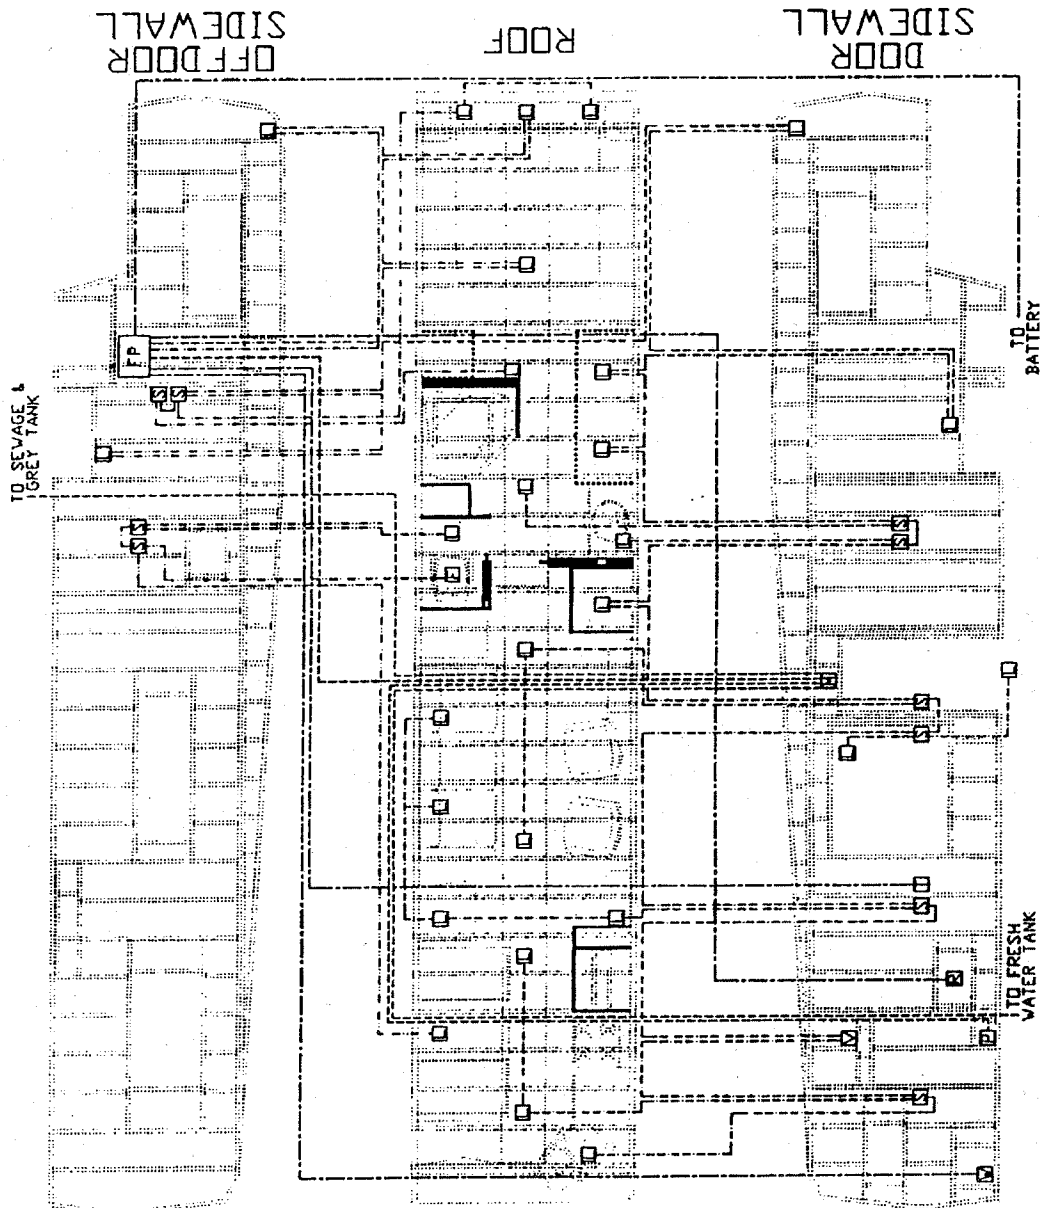 OFFDOOR
SIDEWALL
ROOF
DOOR
SIDEWALL
FP
TO SEWAGE &
GREY TANK
S
S
S
S
TO
BATTERY
S
S
S
S
S
TO FRESH
WATER TANK
R
V
P
S
V